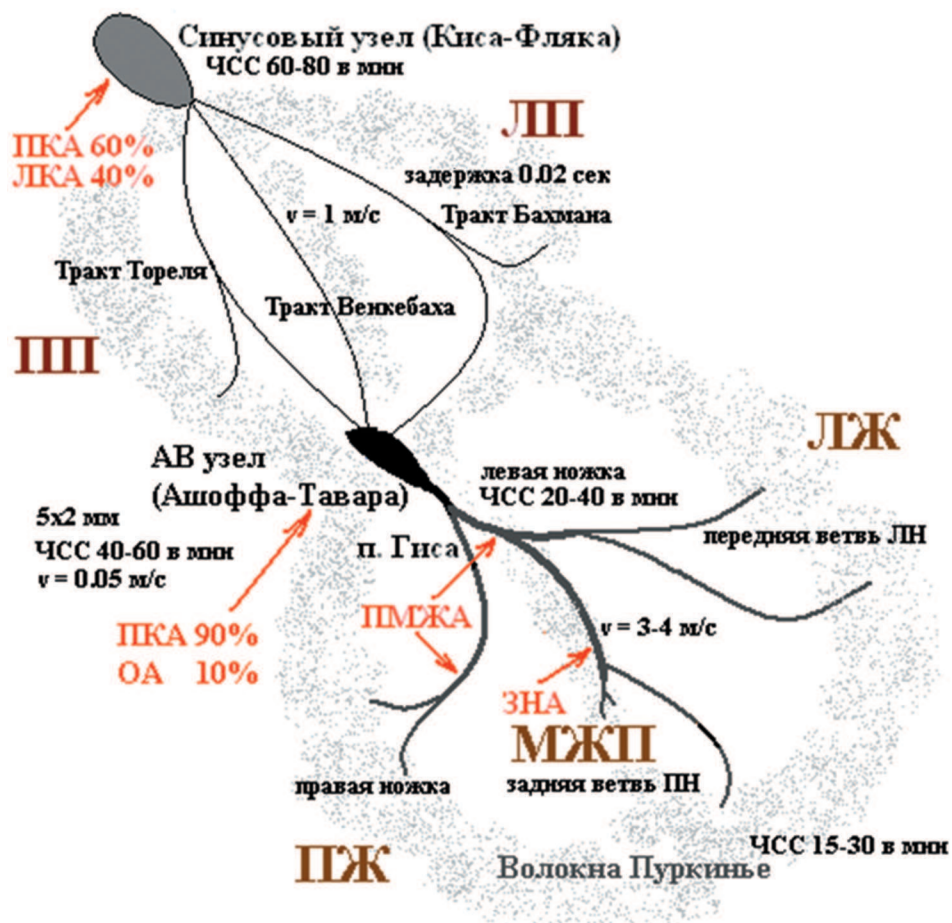 Синусовый узел (Киса-Фляка)
ЧСС 60-80 в мин
ПКА 60%
ЛКА 40%
ЛП
задержка 0.02 сек
Тракт Бахмана
v = 1 м/с
Тракт Тореля
Тракт Венкебаха
ПП
ЛЖ
АВ узел
(Ашоффа-Тавара)
левая ножка
ЧСС 20-40 в мин
5x2 мм
ЧСС 40-60 в мин
v = 0.05 м/с
п. Гиса
передняя ветвь ЛН
ПМЖА
v = 3-4 м/с
ПКА 90%
ОА 10%
ЗНА
МЖП
правая ножка
задняя ветвь ПН
ЧСС 15-30 в мин
ПЖ
Волокна Пуркинье